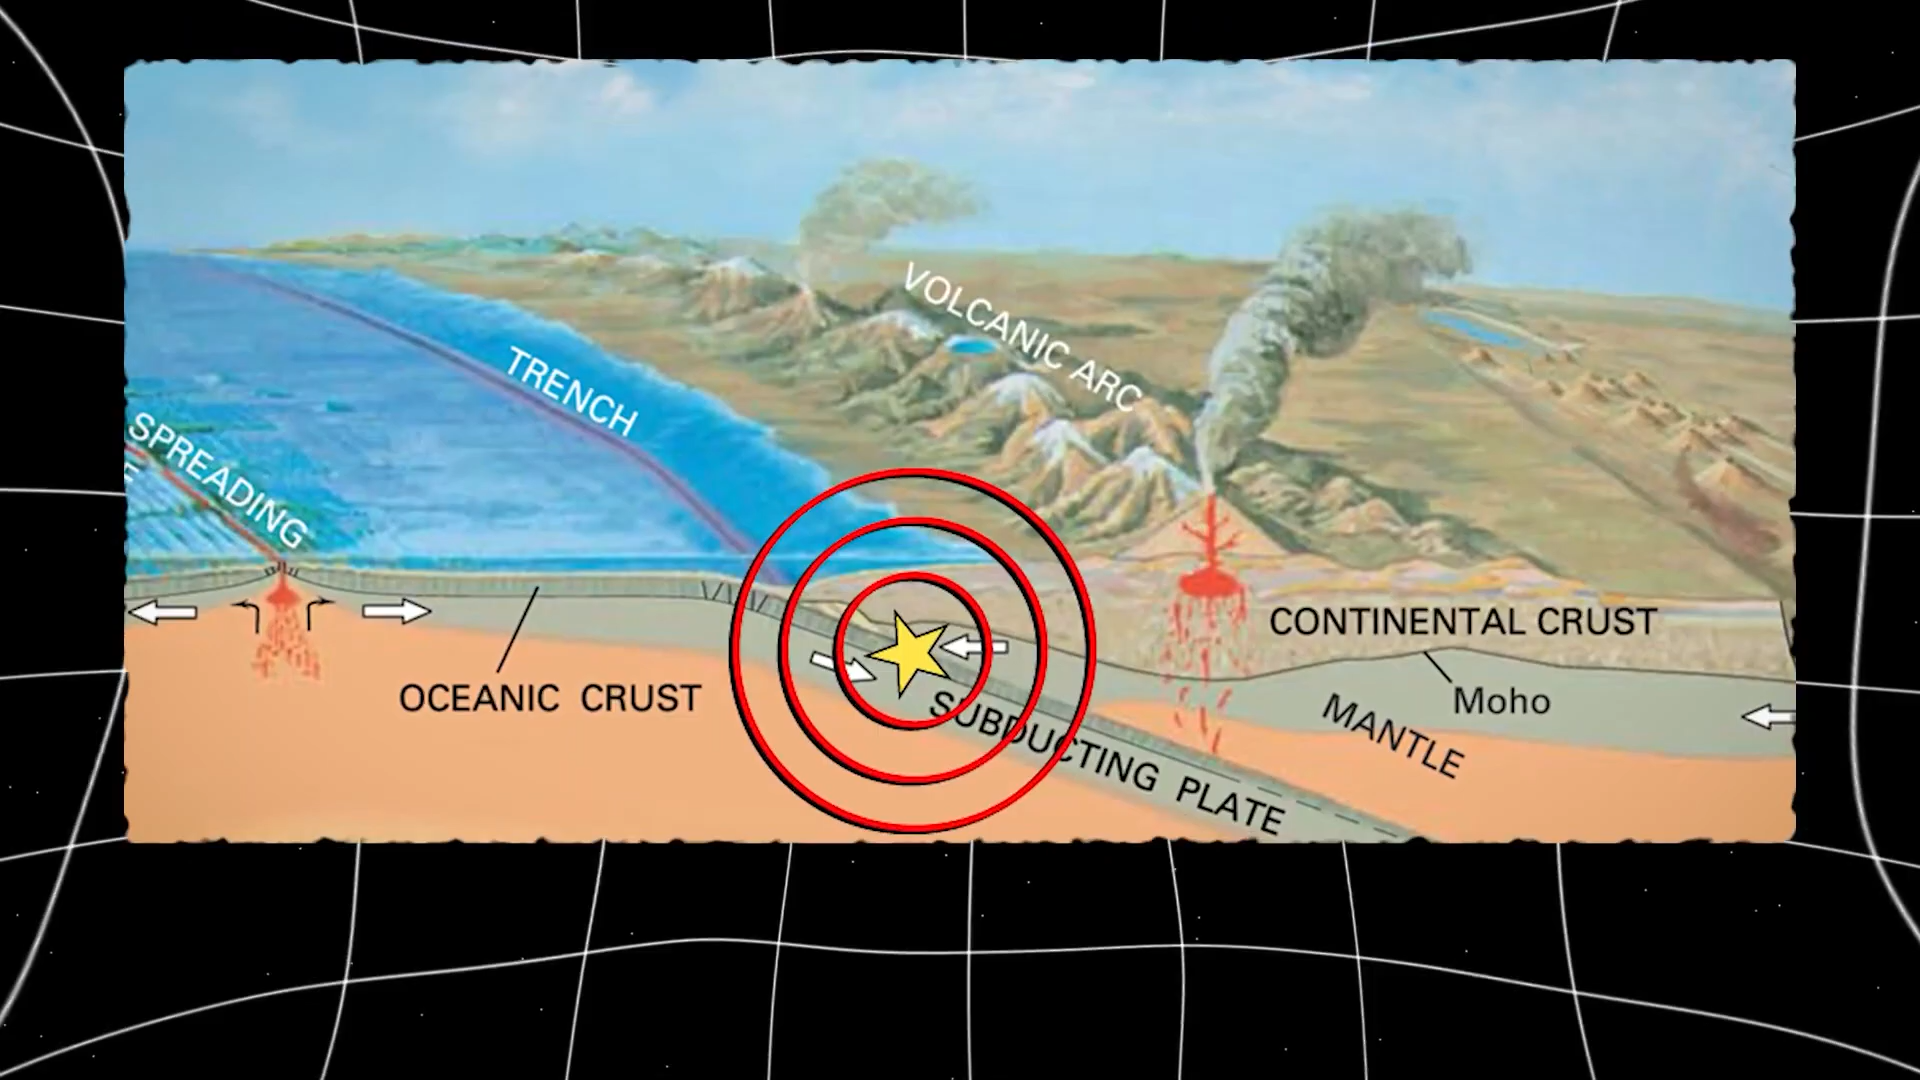 VOLCANIC ARC
TRENCH
SPREADING
E
CONTINENTAL CRUST
Moho
OCEANIC CRUST
SUBDUCTING PLATE
MANTLE